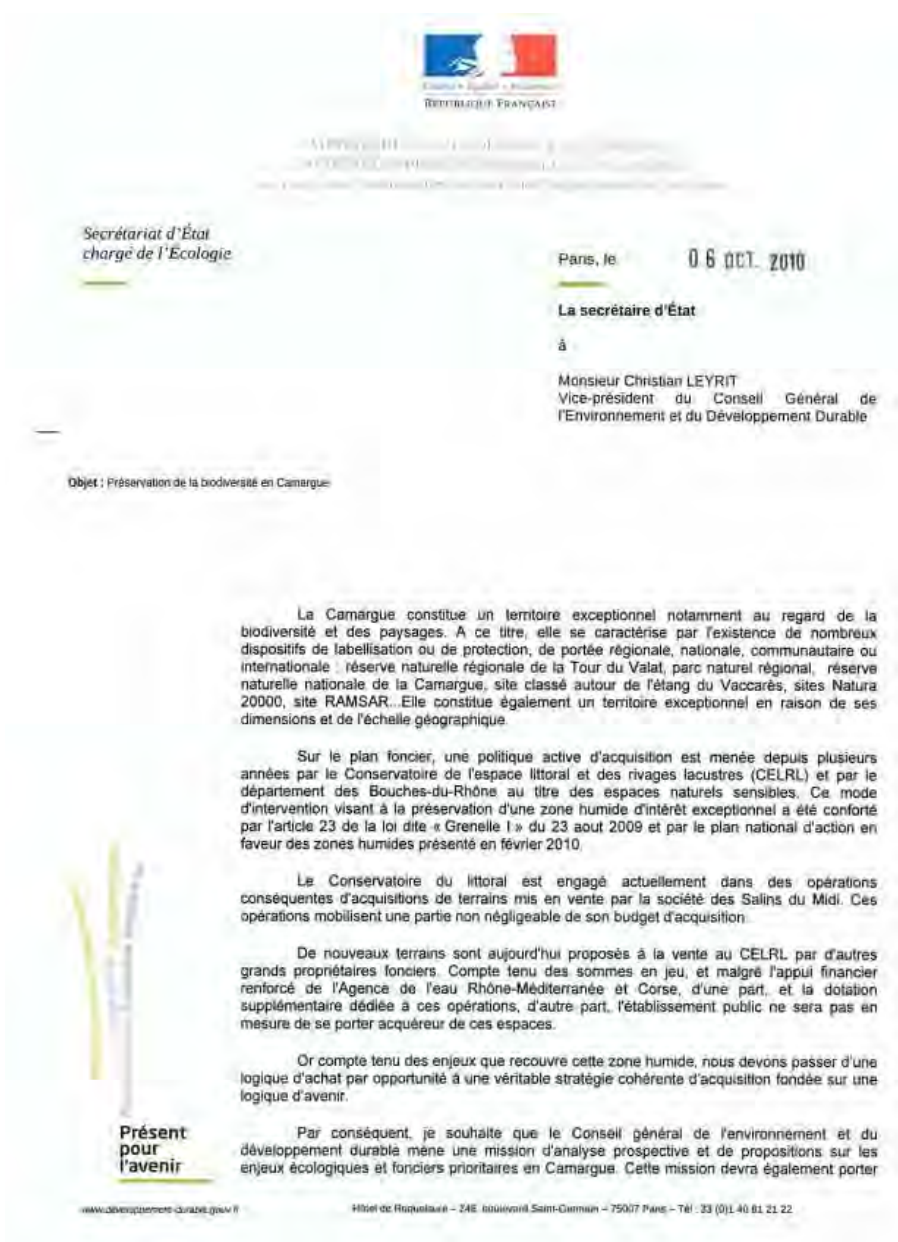 RÉPUBLIQUE FRANÇAISE
Secrétariat d'État
chargé de l'Écologie
Paris, le 06 OCT. 2010
La secrétaire d'État
à
Monsieur Christian LEYRIT
Vice-président du Conseil Général de
l'Environnement et du Développement Durable
Objet : Préservation de la biodiversité en Camargue
La Camargue constitue un territoire exceptionnel notamment au regard de la
biodiversité et des paysages. A ce titre, elle se caractérise par l'existence de nombreux
dispositifs de labellisation ou de protection, de portée régionale, nationale, communautaire ou
internationale : réserve naturelle régionale de la Tour du Valat, parc naturel régional, réserve
naturelle nationale de la Camargue, site classé autour de l'étang du Vaccarès, sites Natura
20000, site RAMSAR...Elle constitue également un territoire exceptionnel en raison de ses
dimensions et de l'échelle géographique.
Sur le plan foncier, une politique active d'acquisition est menée depuis plusieurs
années par le Conservatoire de l'espace littoral et des rivages lacustres (CELRL) et par le
département des Bouches-du-Rhône au titre des espaces naturels sensibles. Ce mode
d'intervention visant à la préservation d'une zone humide d'intérêt exceptionnel a été conforté
par l'article 23 de la loi dite « Grenelle I » du 23 aout 2009 et par le plan national d'action en
faveur des zones humides présenté en février 2010.
Le Conservatoire du littoral est engagé actuellement dans des opérations
conséquentes d'acquisitions de terrains mis en vente par la société des Salins du Midi. Ces
opérations mobilisent une partie non négligeable de son budget d'acquisition.
De nouveaux terrains sont aujourd'hui proposés à la vente au CELRL par d'autres
grands propriétaires fonciers. Compte tenu des sommes en jeu, et malgré l'appui financier
renforcé de l'Agence de l'eau Rhône-Méditerranée et Corse, d'une part, et la dotation
supplémentaire dédiée à ces opérations, d'autre part, l'établissement public ne sera pas en
mesure de se porter acquéreur de ces espaces.
Or compte tenu des enjeux que recouvre cette zone humide, nous devons passer d'une
logique d'achat par opportunité à une véritable stratégie cohérente d'acquisition fondée sur une
logique d'avenir.
Par conséquent, je souhaite que le Conseil général de l'environnement et du
développement durable mène une mission d'analyse prospective et de propositions sur les
enjeux écologiques et fonciers prioritaires en Camargue. Cette mission devra également porter
Présent
pour
l'avenir
www.developpement-durable.gouv.fr
Hôtel de Roquelaure – 246, boulevard Saint-Germain – 75007 Paris – Tél : 33 (0)1 40 81 21 22